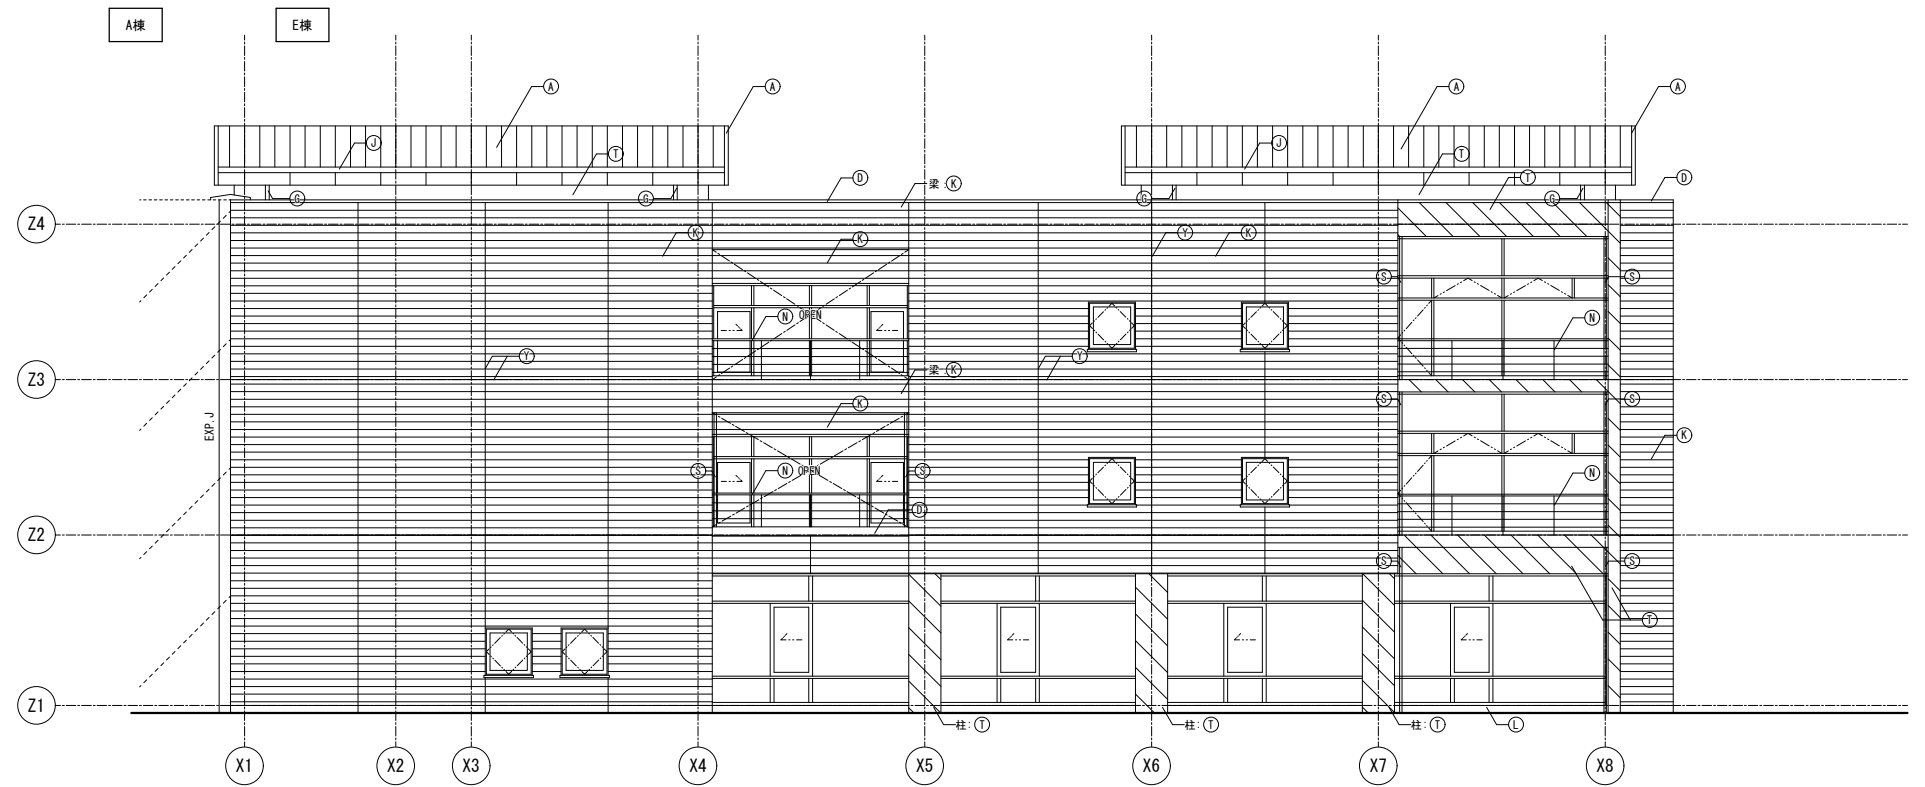 A棟
E棟
A
A
A
A
J
J
T
T
T
D
D
梁:K
G
G
G
G
Z4
K
K
Y
K
S
S
N
OPEN
N
Y
Y
梁:K
Z3
S
S
K
EXP.J
K
S
N
OPEN
S
N
D
Z2
S
S
T
Z1
柱:T
柱:T
柱:T
L
X1
X2
X3
X4
X5
X6
X7
X8